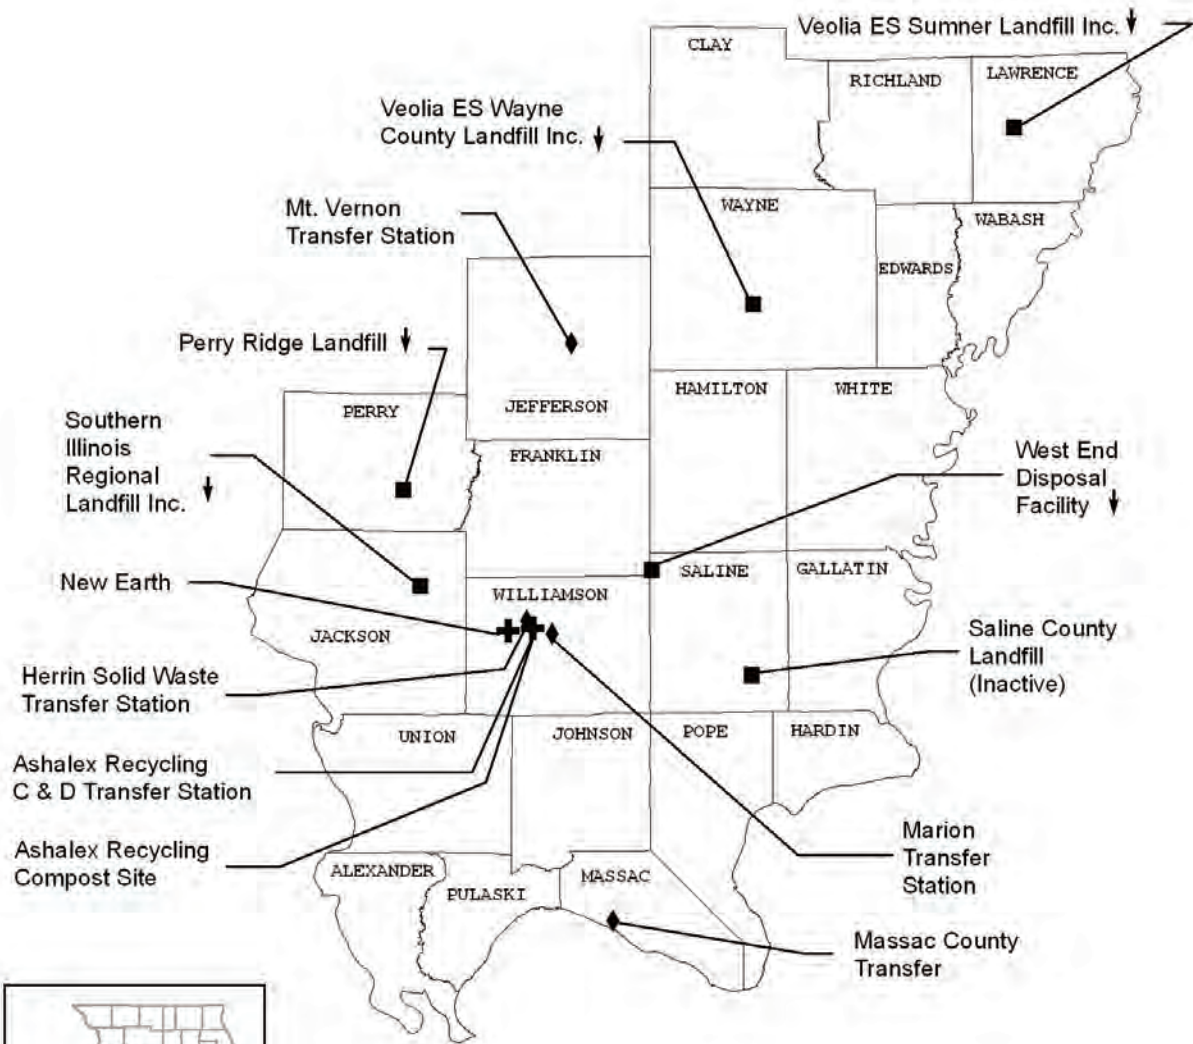 Veolia ES Sumner Landfill Inc.
CLAY
RICHLAND
LAWRENCE
Veolia ES Wayne
County Landfill Inc.
WAYNE
WABASH
Mt. Vernon
Transfer Station
EDWARDS
Perry Ridge Landfill
HAMILTON
WHITE
PERRY
JEFFERSON
Southern
Illinois
Regional
Landfill Inc.
FRANKLIN
West End
Disposal
Facility
New Earth
WILLIAMSON
SALINE
GALLATIN
JACKSON
Saline County
Landfill
(Inactive)
Herrin Solid Waste
Transfer Station
UNION
JOHNSON
POPE
HARDIN
Ashalex Recycling
C & D Transfer Station
Ashalex Recycling
Compost Site
Marion
Transfer
Station
ALEXANDER
PULASKI
MASSAC
Massac County
Transfer